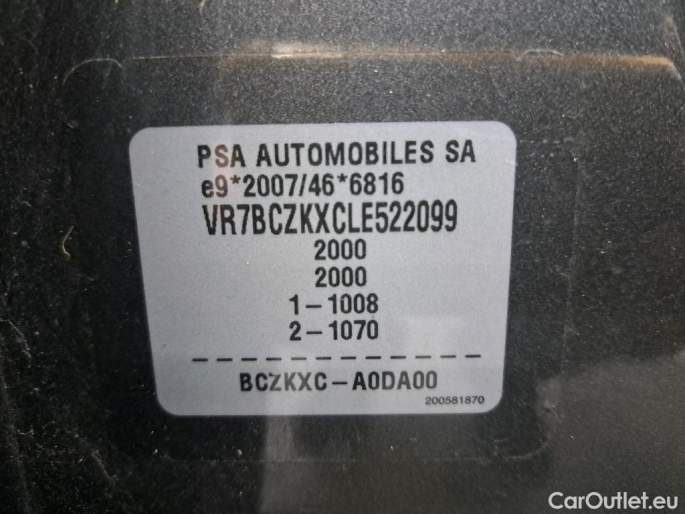 PSA AUTOMOBILES SA
e9*2007/46*6816
VR7BCZKXCLE522099
2000
2000
1-1008
2-1070
BCZKXC-A0DA00
200581870
CarOutlet.eu